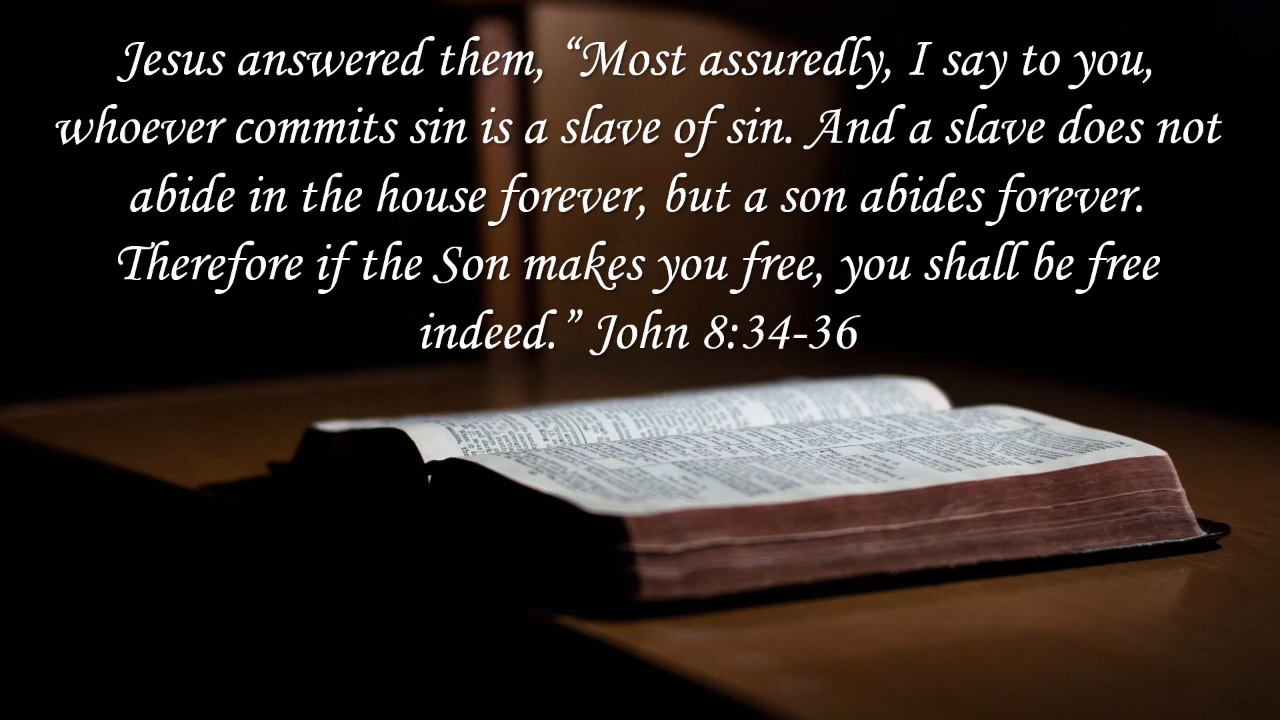 Jesus answered them, “Most assuredly, I say to you,
whoever commits sin is a slave of sin. And a slave does not
abide in the house forever, but a son abides forever.
Therefore if the Son makes you free, you shall be free
indeed.” John 8:34-36